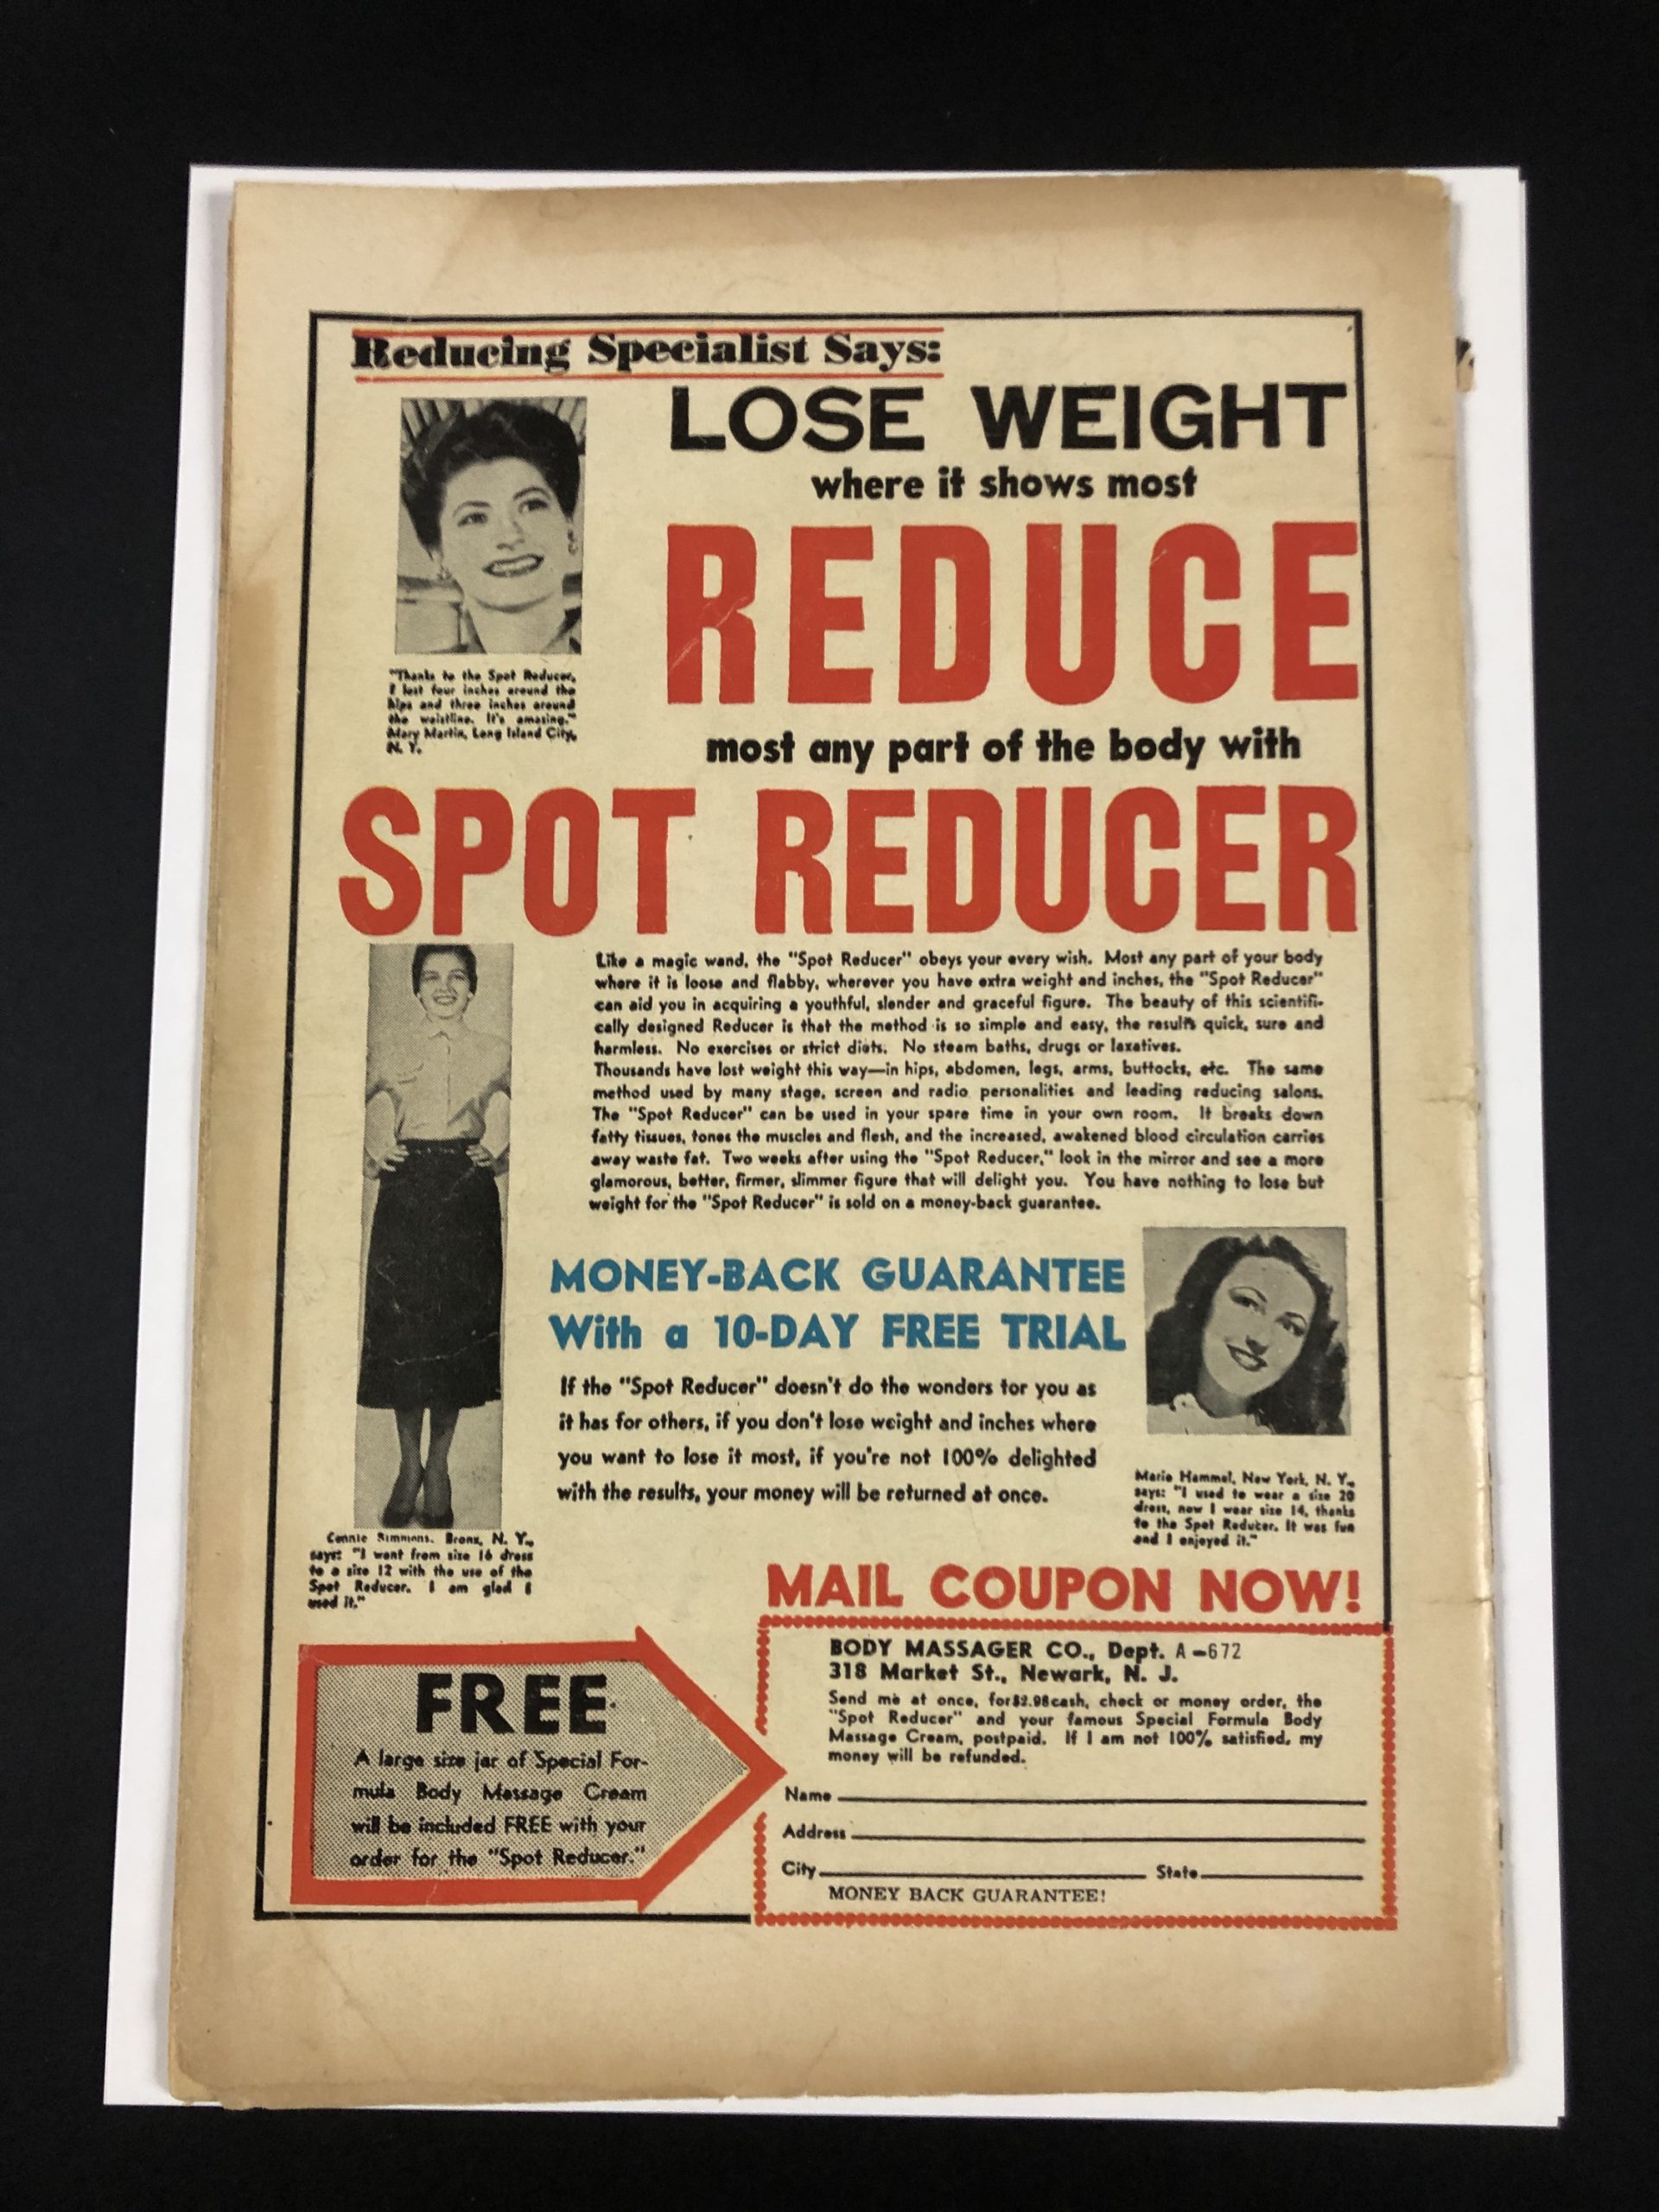 Reducing Specialist Says:
LOSE WEIGHT
where it shows most
REDUCE
"Thanks to the Spot Reducer,
I lost four inches around the
hips and three inches around
the waistline. It's amazing."
Mary Martin, Long Island City,
N. Y.
most any part of the body with
SPOT REDUCER
Like a magic wand, the "Spot Reducer" obeys your every wish. Most any part of your body
where it is loose and flabby, wherever you have extra weight and inches, the "Spot Reducer"
can aid you in acquiring a youthful, slender and graceful figure. The beauty of this scientifi-
cally designed Reducer is that the method is so simple and easy, the results quick, sure and
harmless. No exercises or strict diets. No steam baths, drugs or laxatives.
Thousands have lost weight this way—in hips, abdomen, legs, arms, buttocks, etc. The same
method used by many stage, screen and radio personalities and leading reducing salons.
The "Spot Reducer" can be used in your spare time in your own room. It breaks down
fatty tissues, tones the muscles and flesh, and the increased, awakened blood circulation carries
away waste fat. Two weeks after using the "Spot Reducer," look in the mirror and see a more
glamorous, better, firmer, slimmer figure that will delight you. You have nothing to lose but
weight for the "Spot Reducer" is sold on a money-back guarantee.
MONEY-BACK GUARANTEE
With a 10-DAY FREE TRIAL
If the "Spot Reducer" doesn't do the wonders for you as
it has for others, if you don't lose weight and inches where
you want to lose it most, if you're not 100% delighted
with the results, your money will be returned at once.
Marie Hammel, New York, N. Y.,
says: "I used to wear a size 20
dress, now I wear size 14, thanks
to the Spot Reducer. It was fun
and I enjoyed it."
Connie Simmons, Bronx, N. Y.,
says: "I went from size 16 dress
to a size 12 with the use of the
Spot Reducer. I am glad I
used it."
MAIL COUPON NOW!
FREE
A large size jar of Special For-
mula Body Massage Cream
will be included FREE with your
order for the "Spot Reducer."
BODY MASSAGER CO., Dept. A-672
318 Market St., Newark, N. J.
Send me at once, for $2.98 cash, check or money order, the
"Spot Reducer" and your famous Special Formula Body
Massage Cream, postpaid. If I am not 100% satisfied, my
money will be refunded.
Name
Address
City State
MONEY BACK GUARANTEE!